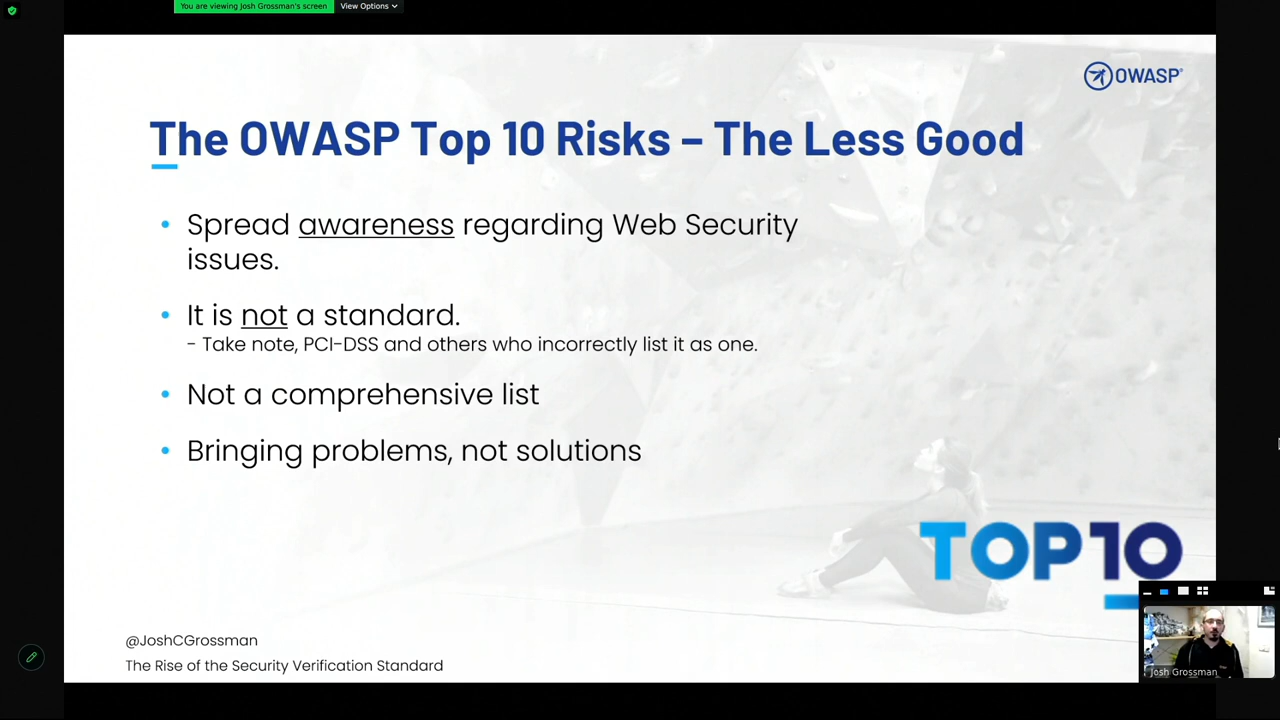 You are viewing Josh Grossman's screen
View Options
OWASP
The OWASP Top 10 Risks – The Less Good
• Spread awareness regarding Web Security
issues.
• It is not a standard.
- Take note, PCI-DSS and others who incorrectly list it as one.
• Not a comprehensive list
• Bringing problems, not solutions
TOP10
@JoshCGrossman
The Rise of the Security Verification Standard
Josh Grossman